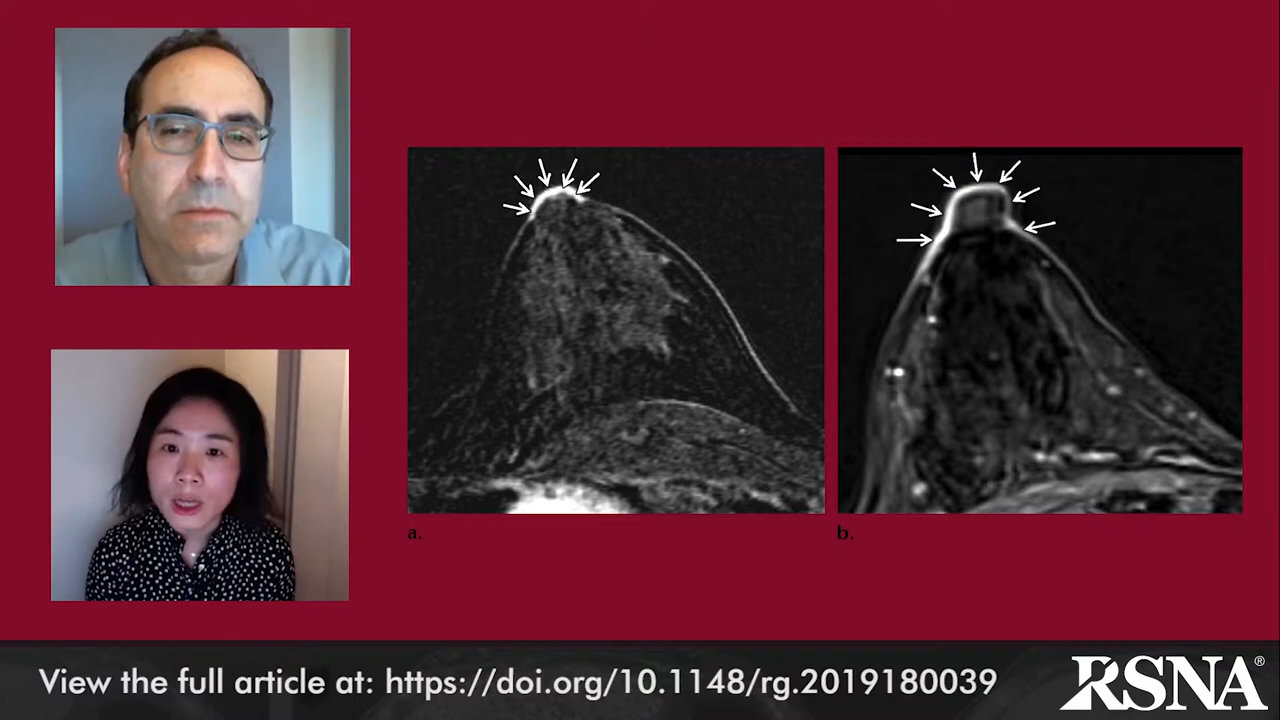 a.
b.
View the full article at: https://doi.org/10.1148/rg.2019180039
RSNA®